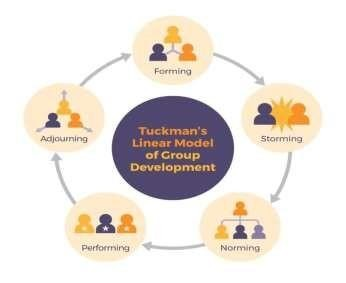 Forming
Storming
Norming
Performing
Adjourning
Tuckman's
Linear Model
of Group
Development